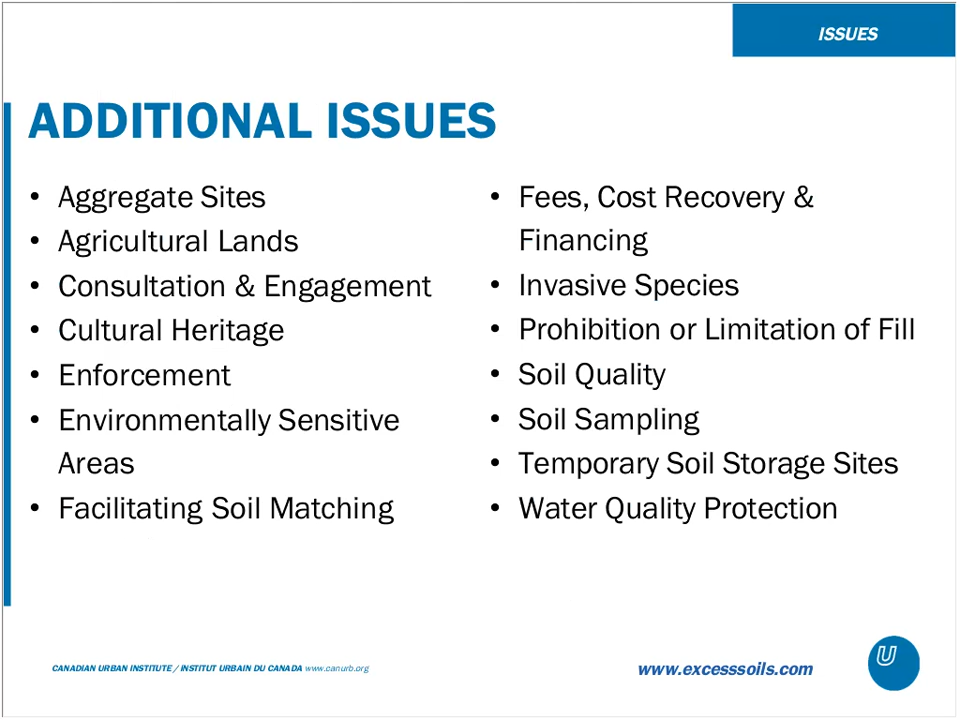 ISSUES
ADDITIONAL ISSUES
• Aggregate Sites
• Agricultural Lands
• Consultation & Engagement
• Cultural Heritage
• Enforcement
• Environmentally Sensitive
Areas
• Facilitating Soil Matching
• Fees, Cost Recovery &
Financing
• Invasive Species
• Prohibition or Limitation of Fill
• Soil Quality
• Soil Sampling
• Temporary Soil Storage Sites
• Water Quality Protection
CANADIAN URBAN INSTITUTE / INSTITUT URBAIN DU CANADA www.canurb.org
www.excesssoils.com
U